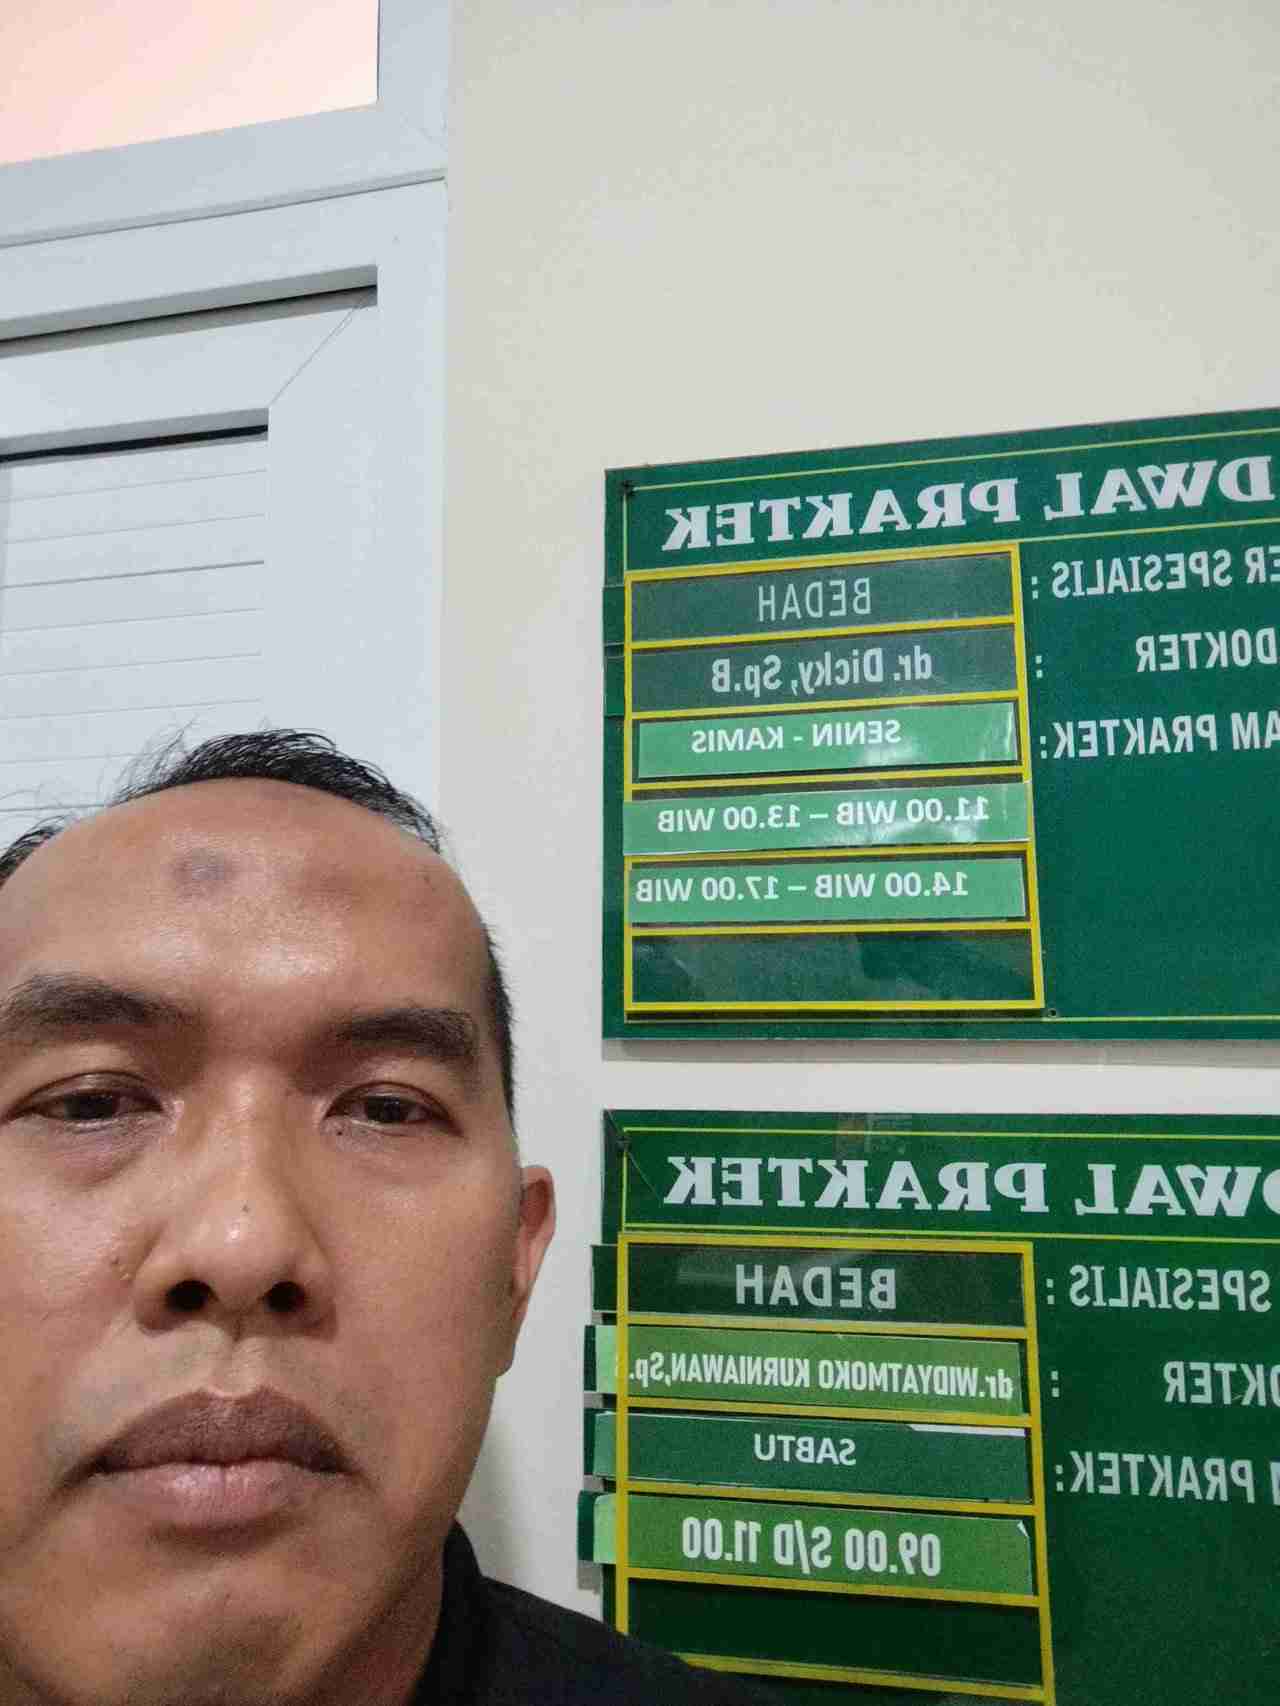 DWAL PRAKTEK
ER SPESIALIS : BEDAH
DOKTER : dr. Dicky, Sp.B
AM PRAKTEK: SENIN - KAMIS
11.00 WIB – 13.00 WIB
14.00 WIB – 17.00 WIB
DWAL PRAKTEK
SPESIALIS : BEDAH
OKTER : dr.WIDYATMOKO KURNIAWAN,Sp.
M PRAKTEK: SABTU
09.00 S/D 11.00